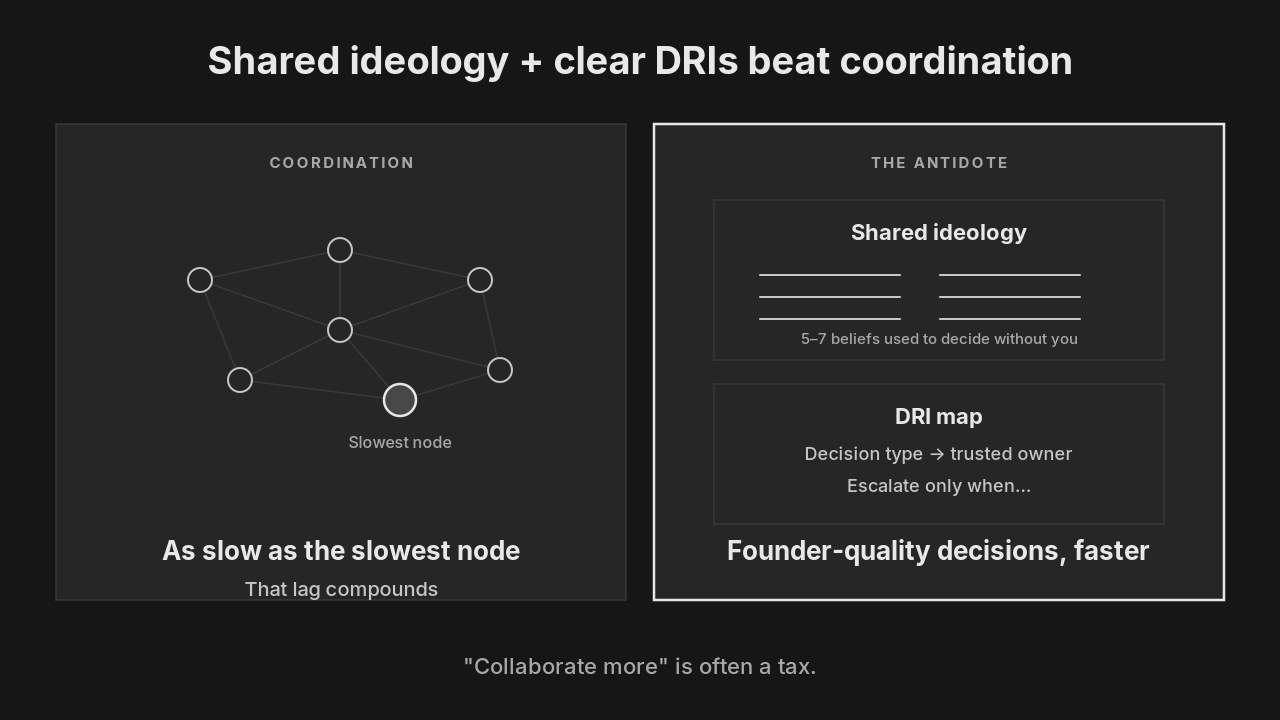 Shared ideology + clear DRIs beat coordination
COORDINATION
Slowest node
As slow as the slowest node
That lag compounds
THE ANTIDOTE
Shared ideology
5–7 beliefs used to decide without you
DRI map
Decision type → trusted owner
Escalate only when...
Founder-quality decisions, faster
"Collaborate more" is often a tax.